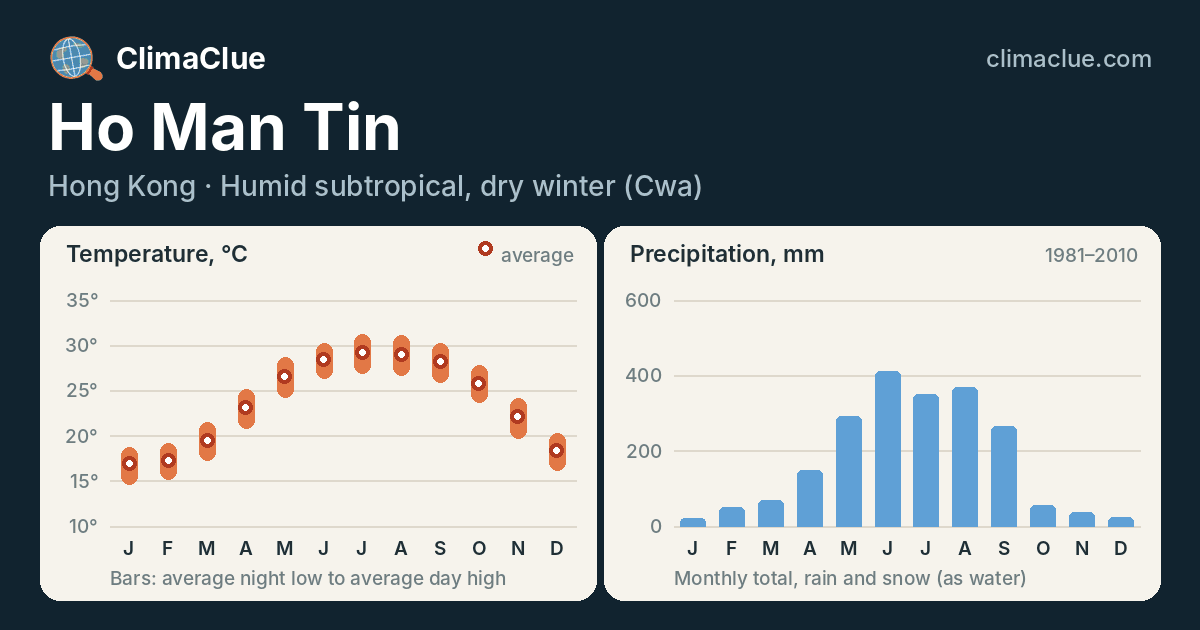 ClimaClue
climaclue.com
Ho Man Tin
Hong Kong · Humid subtropical, dry winter (Cwa)
Temperature, °C
average
35°
30°
25°
20°
15°
10°
J F M A M J J A S O N D
Bars: average night low to average day high
Precipitation, mm
1981–2010
600
400
200
0
J F M A M J J A S O N D
Monthly total, rain and snow (as water)